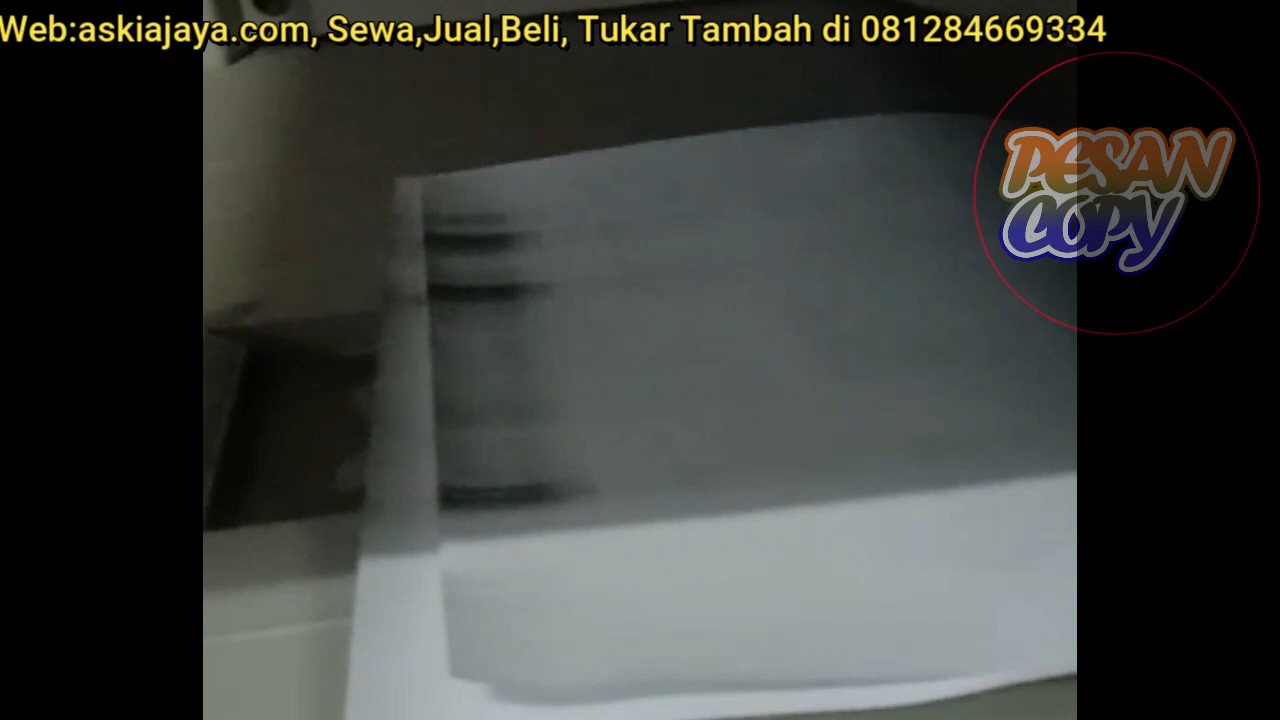 Web:askiajaya.com, Sewa,Jual,Beli, Tukar Tambah di 081284669334
PESAN
COPY